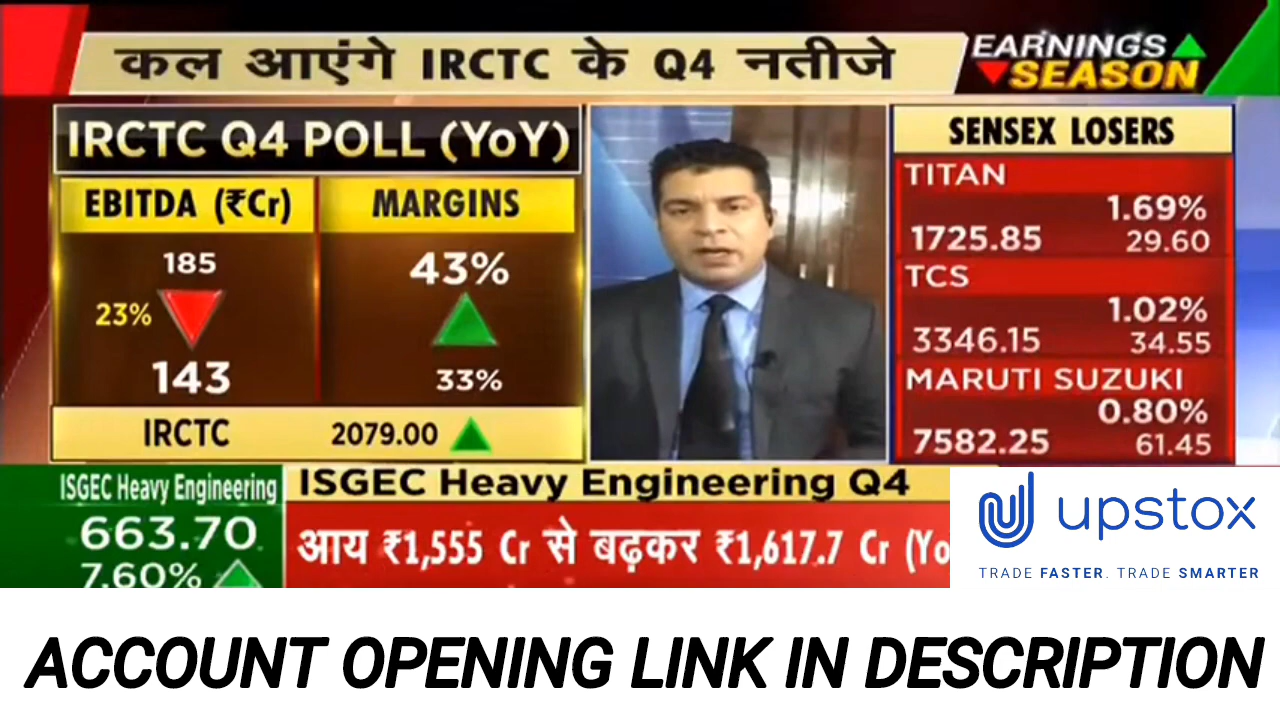 कल आएंगे IRCTC के Q4 नतीजे
EARNINGS
SEASON
IRCTC Q4 POLL (YoY)
EBITDA (₹Cr)
MARGINS
185
23%
143
43%
33%
IRCTC 2079.00
SENSEX LOSERS
TITAN
1.69%
1725.85 29.60
TCS
1.02%
3346.15 34.55
MARUTI SUZUKI
0.80%
7582.25 61.45
ISGEC Heavy Engineering
663.70
7.60%
ISGEC Heavy Engineering Q4
आय ₹1,555 Cr से बढ़कर ₹1,617.7 Cr (Yo
upstox
TRADE FASTER. TRADE SMARTER
ACCOUNT OPENING LINK IN DESCRIPTION